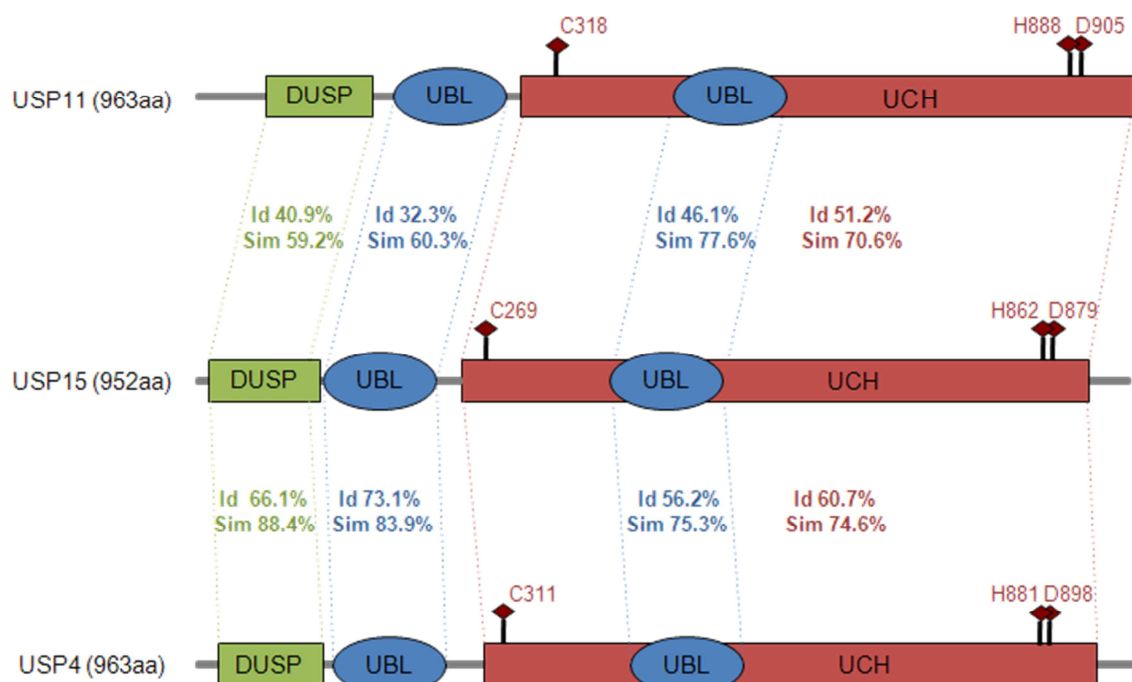 C318 H888 D905
USP11 (963aa) DUSP UBL UBL UCH
Id 40.9% Id 32.3% Id 46.1% Id 51.2%
Sim 59.2% Sim 60.3% Sim 77.6% Sim 70.6%
C269 H862 D879
USP15 (952aa) DUSP UBL UBL UCH
Id 66.1% Id 73.1% Id 56.2% Id 60.7%
Sim 88.4% Sim 83.9% Sim 75.3% Sim 74.6%
C311 H881 D898
USP4 (963aa) DUSP UBL UBL UCH